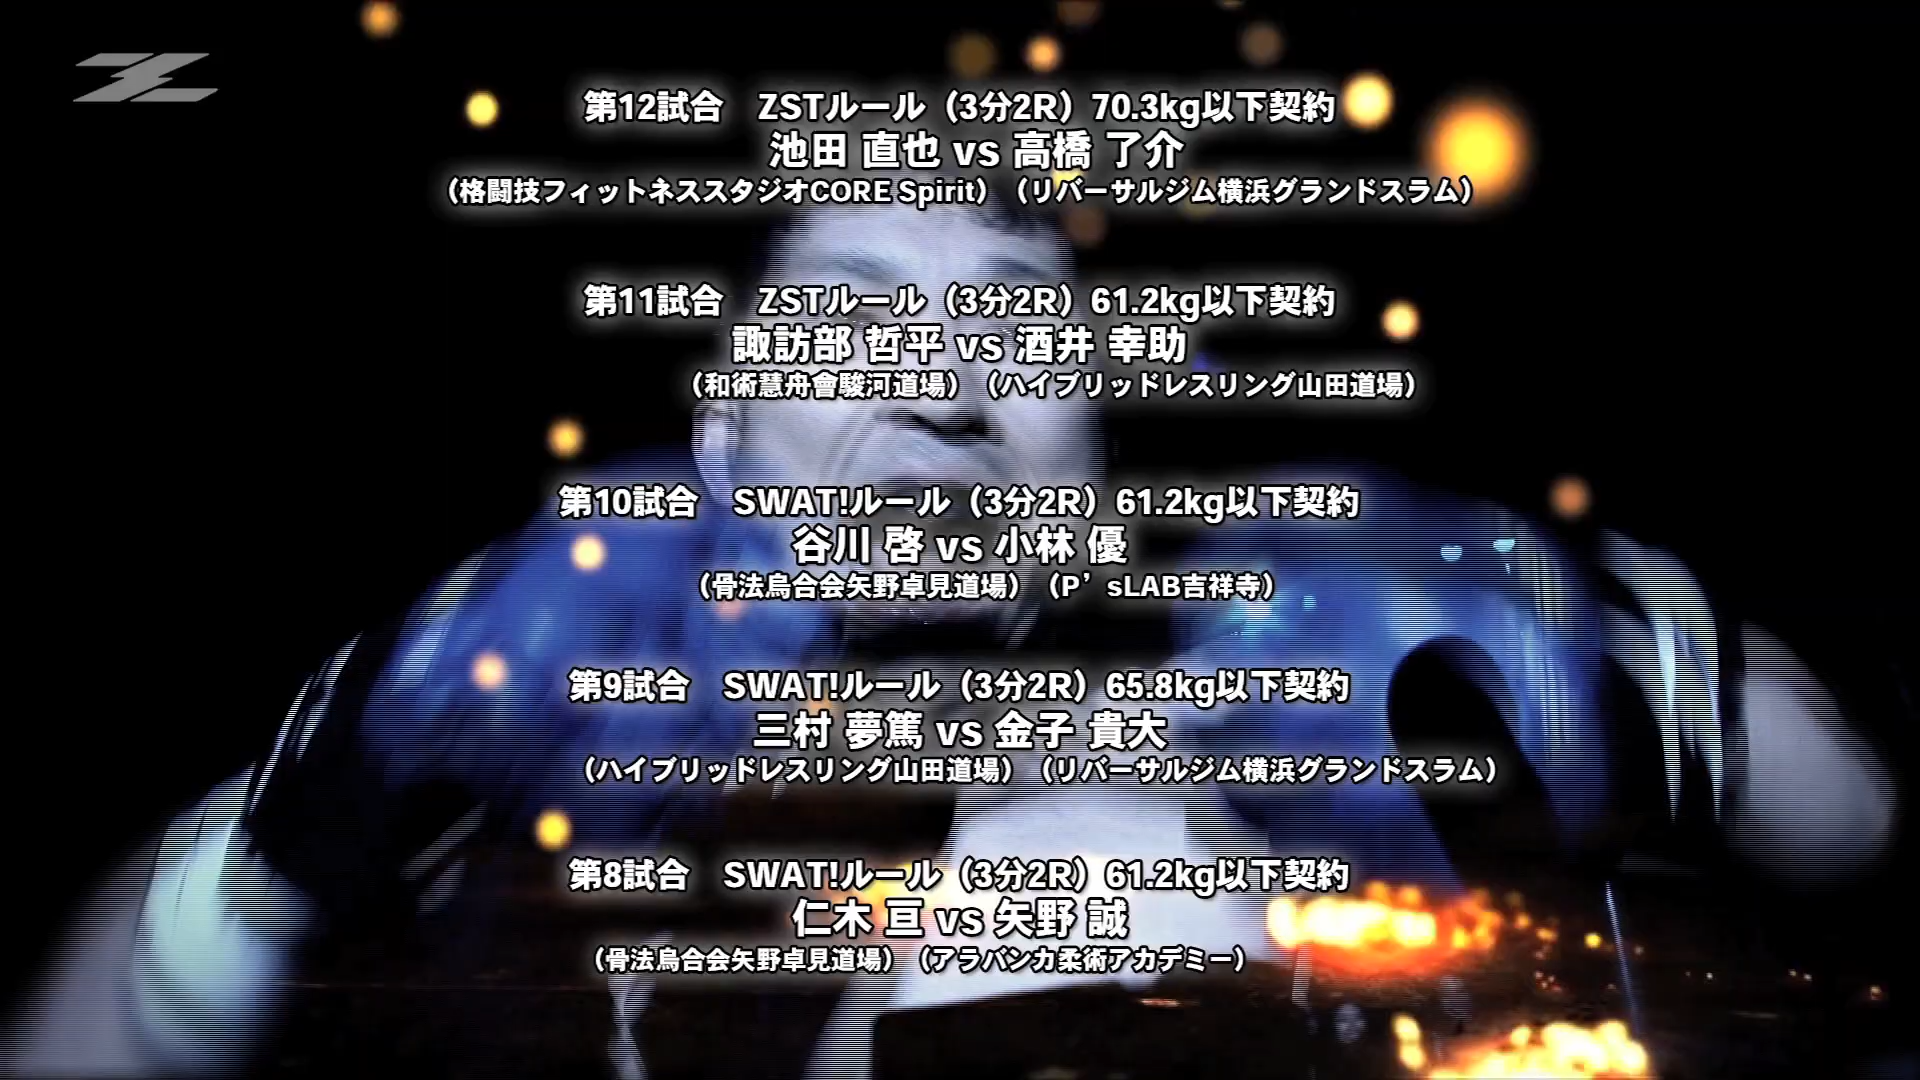 第12試合　ZSTルール（3分2R）70.3kg以下契約
池田 直也 vs 高橋 了介
（格闘技フィットネススタジオCORE Spirit）（リバーサルジム横浜グランドスラム）
第11試合　ZSTルール（3分2R）61.2kg以下契約
諏訪部 哲平 vs 酒井 幸助
（和術慧舟會駿河道場）（ハイブリッドレスリング山田道場）
第10試合　SWAT!ルール（3分2R）61.2kg以下契約
谷川 啓 vs 小林 優
（骨法烏合会矢野卓見道場）（P’sLAB吉祥寺）
第9試合　SWAT!ルール（3分2R）65.8kg以下契約
三村 夢篤 vs 金子 貴大
（ハイブリッドレスリング山田道場）（リバーサルジム横浜グランドスラム）
第8試合　SWAT!ルール（3分2R）61.2kg以下契約
仁木 亘 vs 矢野 誠
（骨法烏合会矢野卓見道場）（アラバンカ柔術アカデミー）